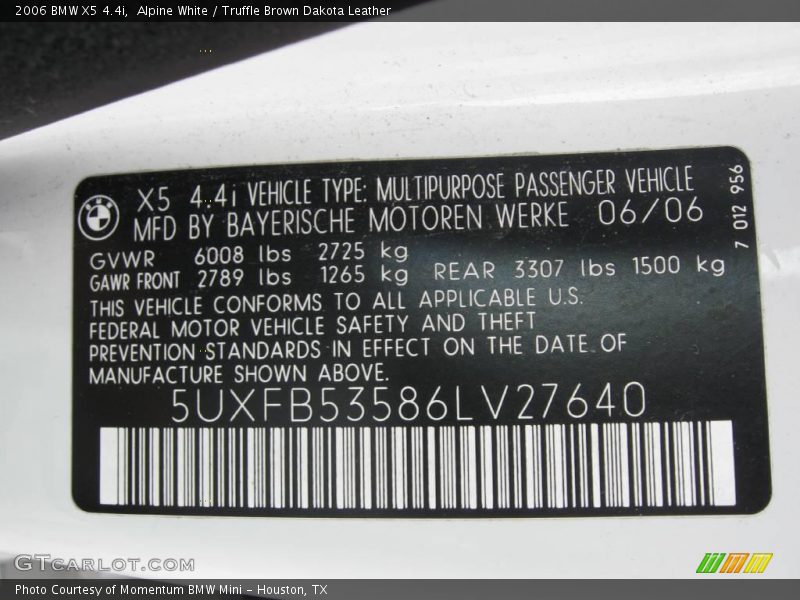 2006 BMW X5 4.4i, Alpine White / Truffle Brown Dakota Leather
X5 4.4i VEHICLE TYPE: MULTIPURPOSE PASSENGER VEHICLE
MFD BY BAYERISCHE MOTOREN WERKE 06/06
7 012 956
GVWR 6008 lbs 2725 kg
GAWR FRONT 2789 lbs 1265 kg REAR 3307 lbs 1500 kg
THIS VEHICLE CONFORMS TO ALL APPLICABLE U.S.
FEDERAL MOTOR VEHICLE SAFETY AND THEFT
PREVENTION STANDARDS IN EFFECT ON THE DATE OF
MANUFACTURE SHOWN ABOVE.
5UXFB53586LV27640
GTCARLOT.COM
Photo Courtesy of Momentum BMW Mini - Houston, TX